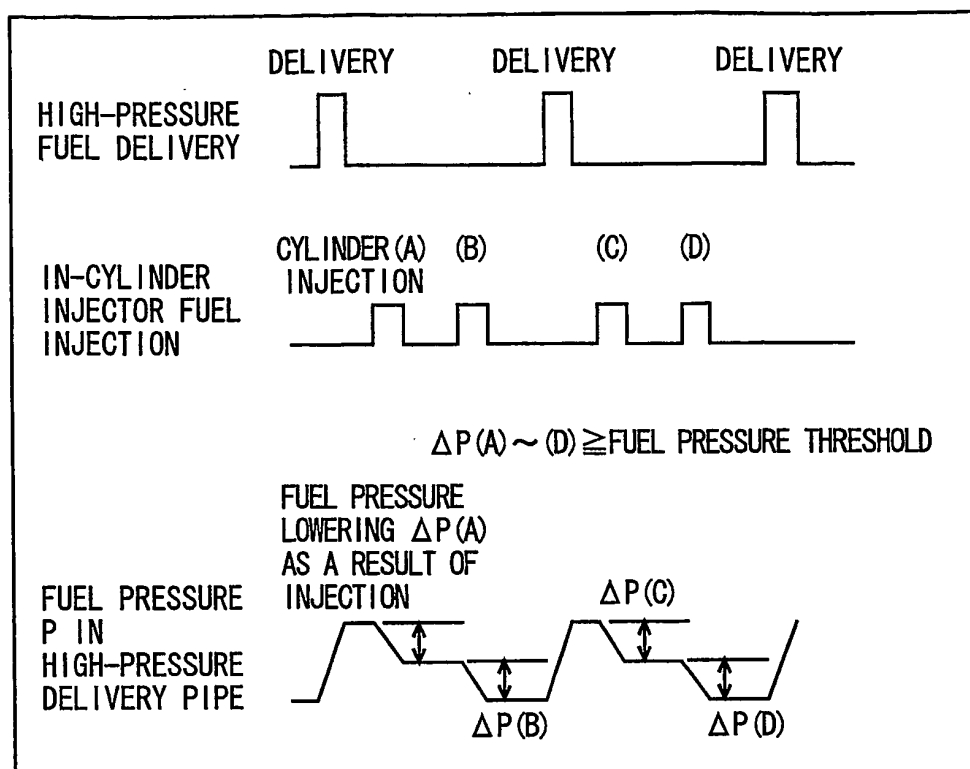 DELIVERY DELIVERY DELIVERY
HIGH-PRESSURE
FUEL DELIVERY
CYLINDER(A) (B) (C) (D)
INJECTION
IN-CYLINDER
INJECTOR FUEL
INJECTION
ΔP(A)~(D)≧FUEL PRESSURE THRESHOLD
FUEL PRESSURE
LOWERING ΔP(A)
AS A RESULT OF
INJECTION
FUEL PRESSURE
P IN
HIGH-PRESSURE
DELIVERY PIPE
ΔP(C)
ΔP(B)
ΔP(D)